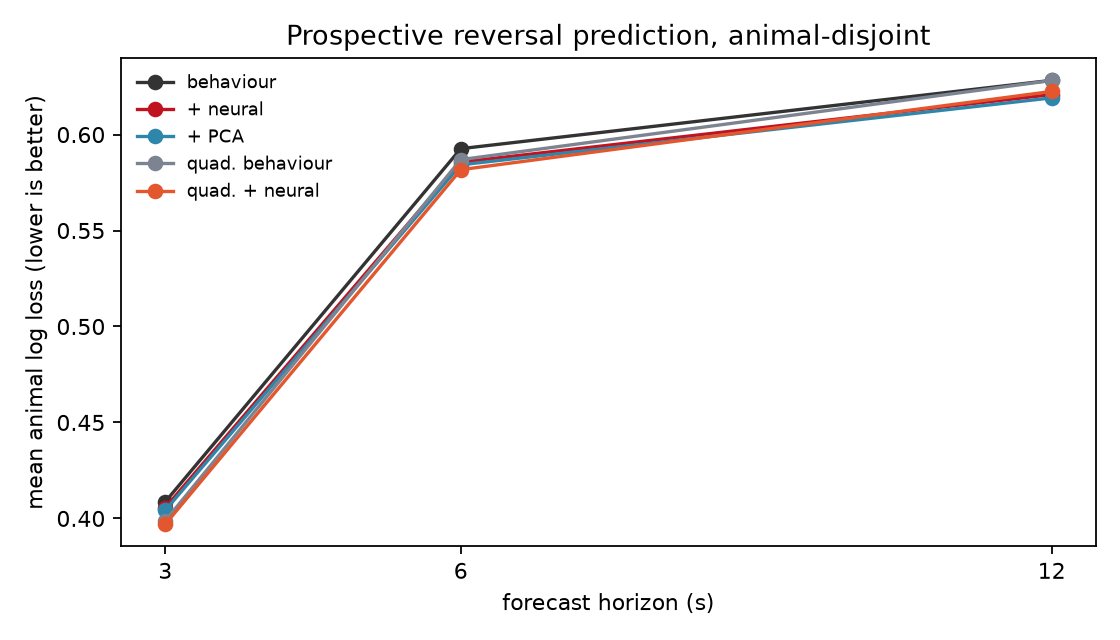 Prospective reversal prediction, animal-disjoint
behaviour
+ neural
+ PCA
quad. behaviour
quad. + neural
mean animal log loss (lower is better)
0.60
0.55
0.50
0.45
0.40
3
6
12
forecast horizon (s)